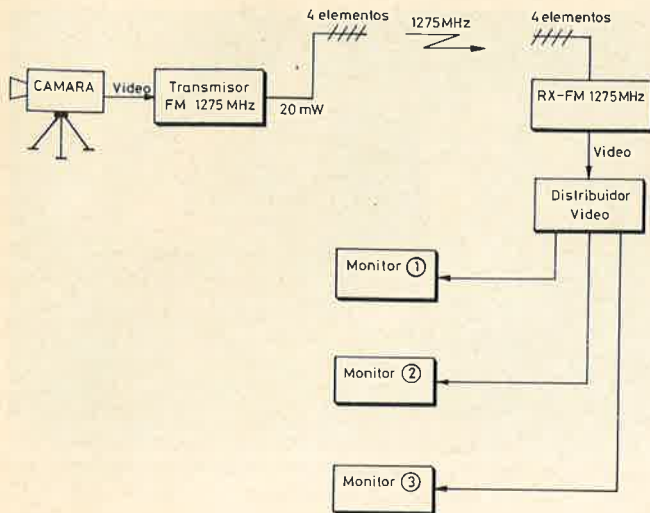 4 elementos
1275MHz
4 elementos
CAMARA
Video
Transmisor
FM 1275 MHz
20 mW
RX-FM 1275MHz
Video
Distribuidor
Video
Monitor 1
Monitor 2
Monitor 3